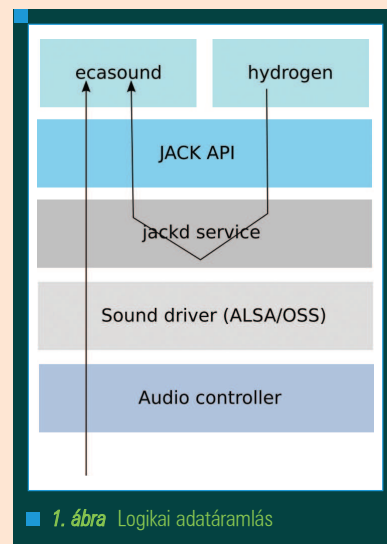 ecasound hydrogen
JACK API
jackd service
Sound driver (ALSA/OSS)
Audio controller
1. ábra Logikai adatáramlás